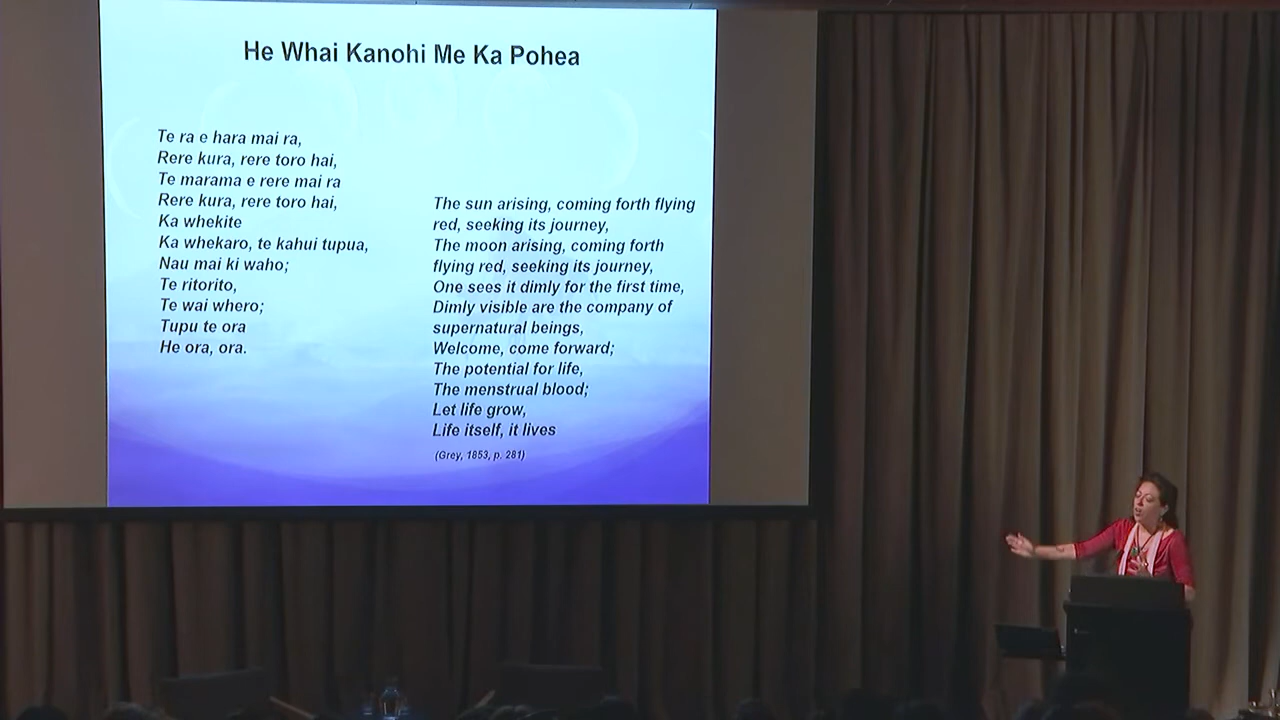 He Whai Kanohi Me Ka Pohea
Te ra e hara mai ra,
Rere kura, rere toro hai,
Te marama e rere mai ra
Rere kura, rere toro hai,
Ka whekite
Ka whekaro, te kahui tupua,
Nau mai ki waho;
Te ritorito,
Te wai whero;
Tupu te ora
He ora, ora.
The sun arising, coming forth flying
red, seeking its journey,
The moon arising, coming forth
flying red, seeking its journey,
One sees it dimly for the first time,
Dimly visible are the company of
supernatural beings,
Welcome, come forward;
The potential for life,
The menstrual blood;
Let life grow,
Life itself, it lives
(Grey, 1853, p. 281)